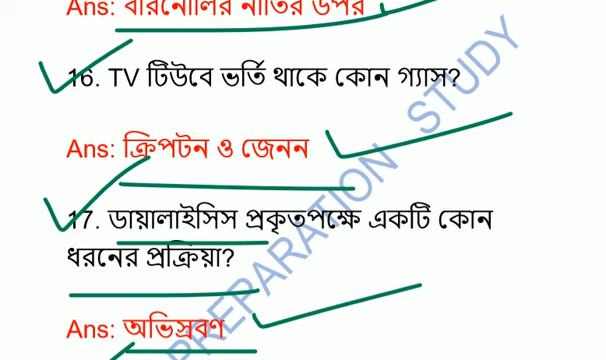 Ans: বারনোলির নীতির উপর
16. TV টিউবে ভর্তি থাকে কোন গ্যাস?
Ans: ক্রিপটন ও জেনন
17. ডায়ালাইসিস প্রকৃতপক্ষে একটি কোন
ধরনের প্রক্রিয়া?
Ans: অভিস্রবণ
PREPARATION STUDY